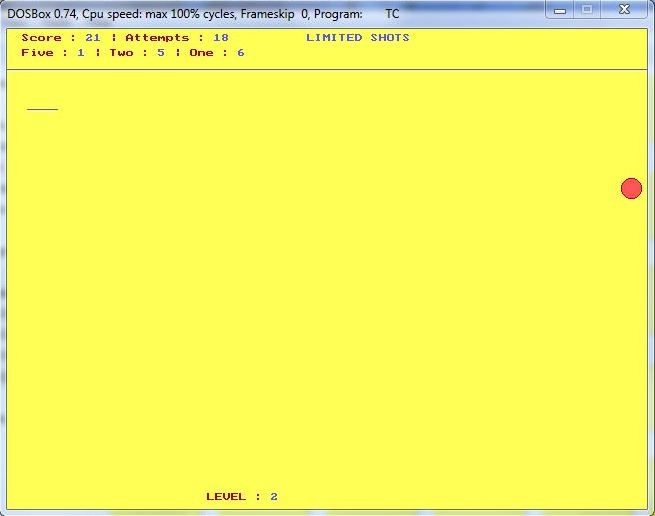 DOSBox 0.74, Cpu speed: max 100% cycles, Frameskip 0, Program: TC
Score : 21 ¦ Attempts : 18 LIMITED SHOTS
Five : 1 ¦ Two : 5 ¦ One : 6
LEVEL : 2